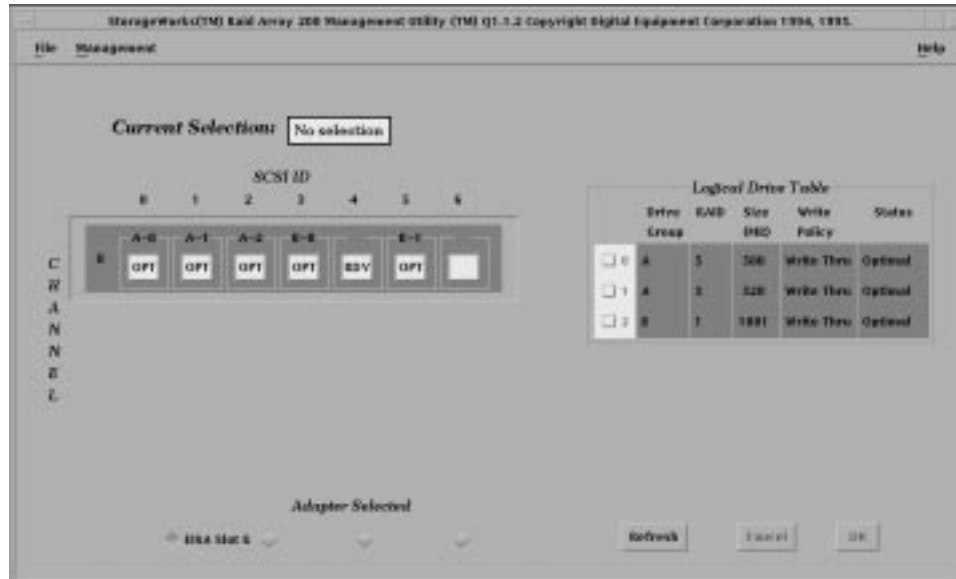 StorageWorks(TM) Raid Array 200 Management Utility (TM) Q1.1.2 Copyright Digital Equipment Corporation 1994, 1995.
File Management Help
Current Selection: No selection
SCSI ID
0 1 2 3 4 5 6
A-0 A-1 A-2 B-0 B-1
0 OPT OPT OPT OPT OPT
CHANNEL
Logical Drive Table
Drive Group RAID Size (MB) Write Policy Status
0 A 5 500 Write Thru Optimal
1 A 5 Write Thru Optimal
2 B 1 1001 Write Thru Optimal
Adapter Selected
EISA Slot
Refresh Cancel OK